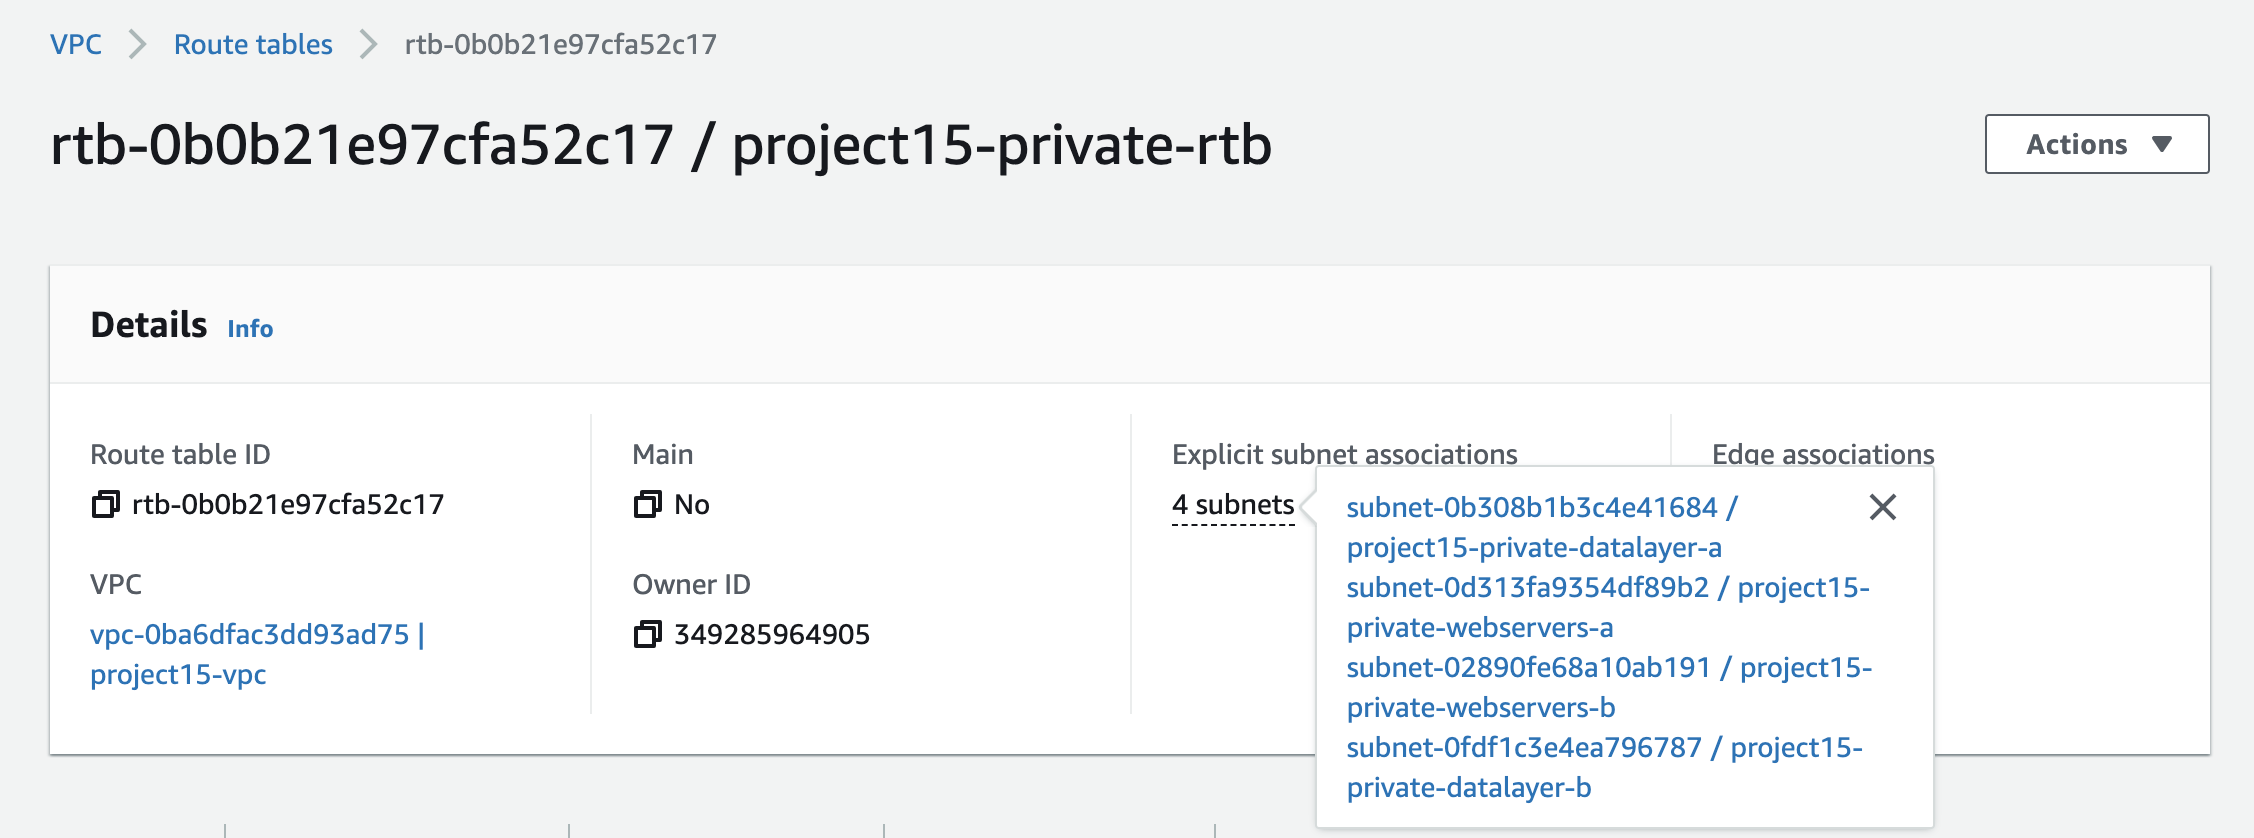 VPC > Route tables > rtb-0b0b21e97cfa52c17
rtb-0b0b21e97cfa52c17 / project15-private-rtb
Actions
Details Info
Route table ID
rtb-0b0b21e97cfa52c17
VPC
vpc-0ba6dfac3dd93ad75 |
project15-vpc
Main
No
Owner ID
349285964905
Explicit subnet associations
4 subnets
Edge associations
subnet-0b308b1b3c4e41684 /
project15-private-datalayer-a
subnet-0d313fa9354df89b2 / project15-
private-webservers-a
subnet-02890fe68a10ab191 / project15-
private-webservers-b
subnet-0fdf1c3e4ea796787 / project15-
private-datalayer-b